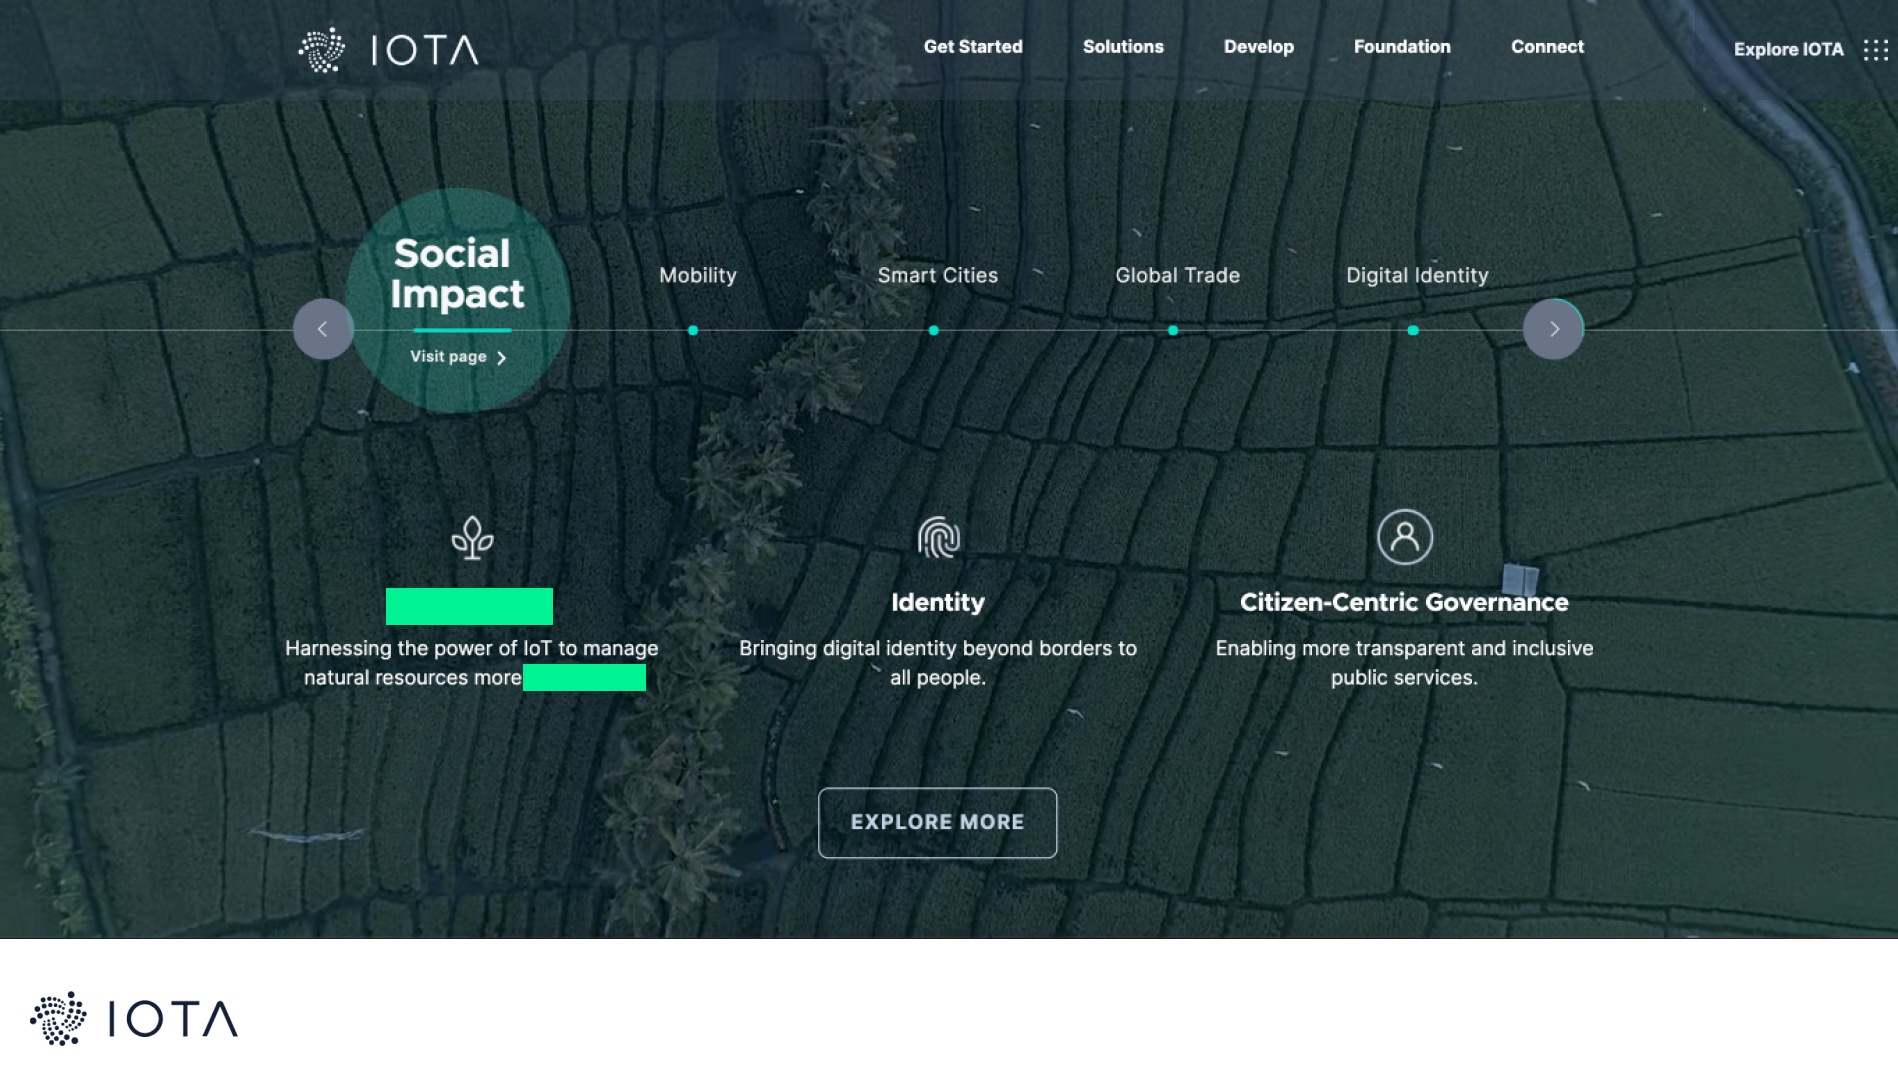 IOTA
Get Started
Solutions
Develop
Foundation
Connect
Explore IOTA
Social
Impact
Visit page
Mobility
Smart Cities
Global Trade
Digital Identity
Harnessing the power of IoT to manage
natural resources more
Identity
Bringing digital identity beyond borders to
all people.
Citizen-Centric Governance
Enabling more transparent and inclusive
public services.
EXPLORE MORE
IOTA